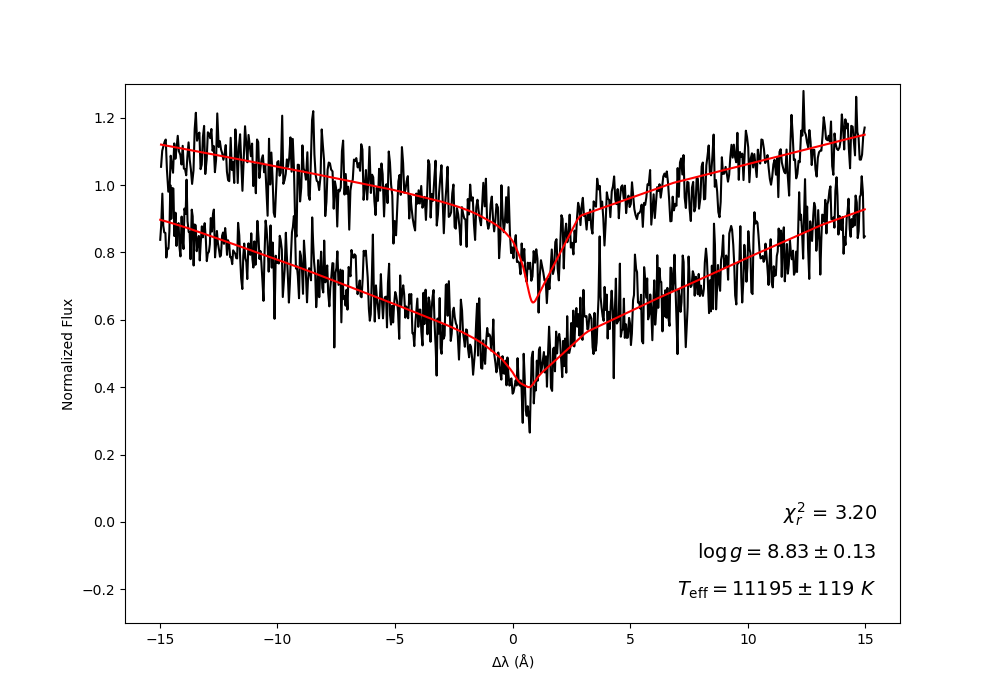 1.2
1.0
0.8
0.6
0.4
0.2
0.0
−0.2
Normalized Flux
χ²ᵣ = 3.20
log g = 8.83 ± 0.13
T_eff = 11195 ± 119 K
−15 −10 −5 0 5 10 15
Δλ (Å)